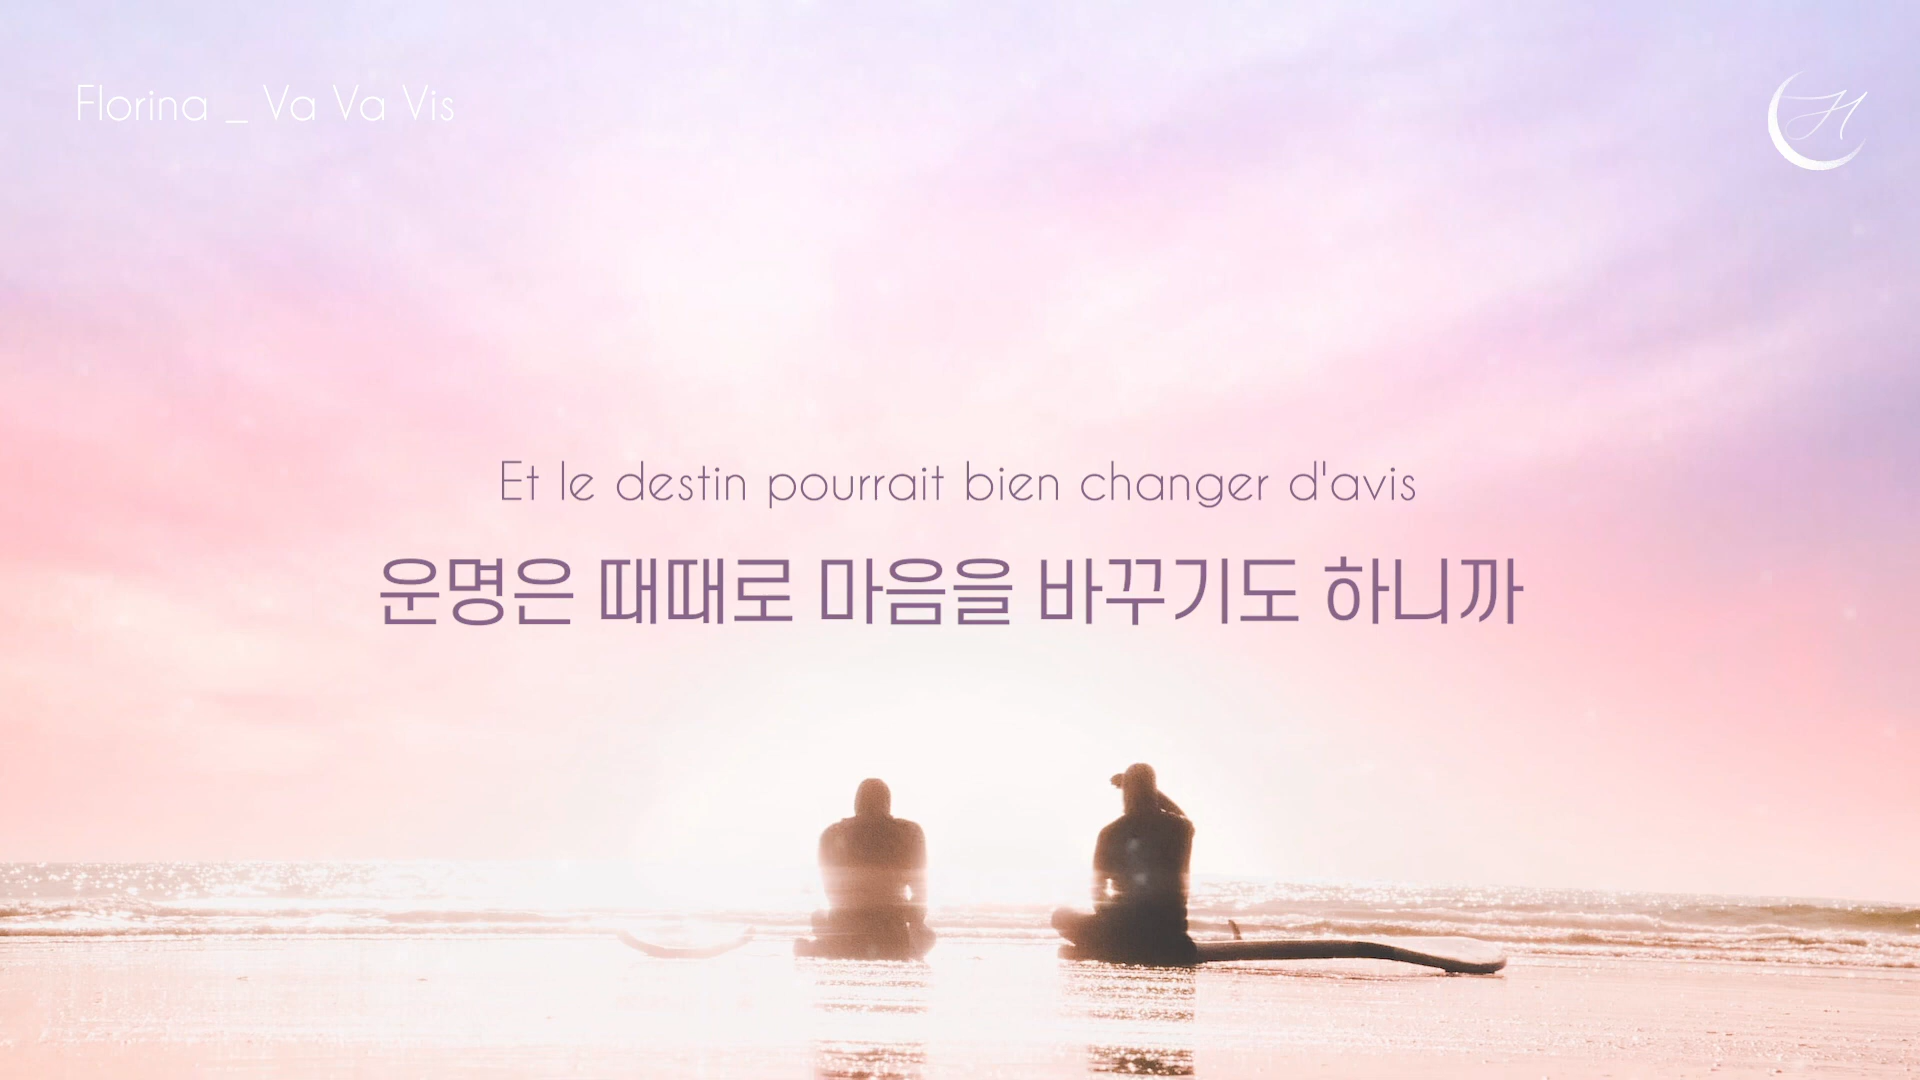 Florina _ Va Va Vis
Et le destin pourrait bien changer d'avis
운명은 때때로 마음을 바꾸기도 하니까